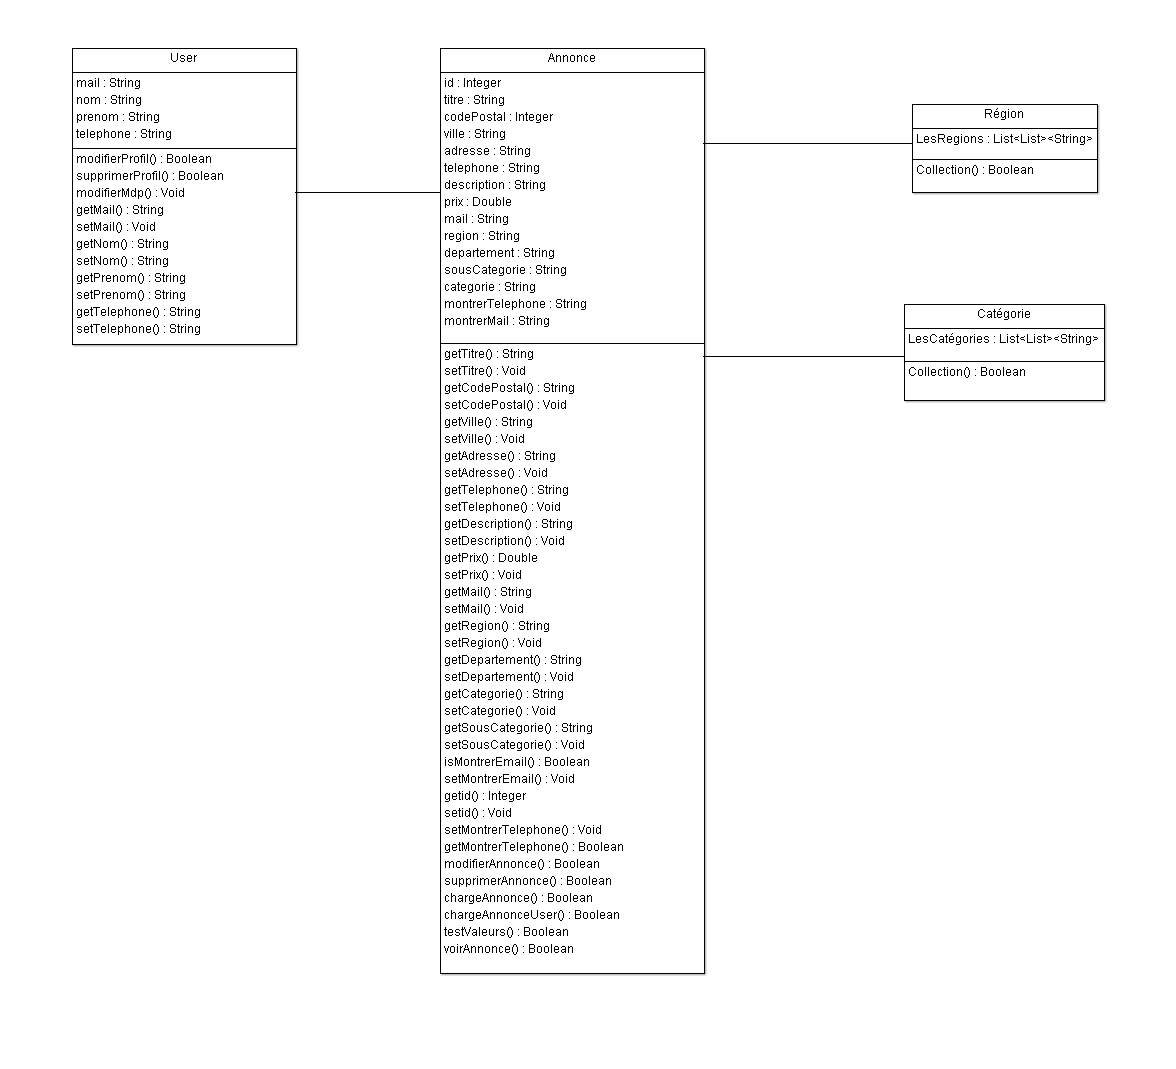 User
mail : String
nom : String
prenom : String
telephone : String
modifierProfil() : Boolean
supprimerProfil() : Boolean
modifierMdp() : Void
getMail() : String
setMail() : Void
getNom() : String
setNom() : String
getPrenom() : String
setPrenom() : String
getTelephone() : String
setTelephone() : String
Annonce
id : Integer
titre : String
codePostal : Integer
ville : String
adresse : String
telephone : String
description : String
prix : Double
mail : String
region : String
departement : String
sousCategorie : String
categorie : String
montrerTelephone : String
montrerMail : String
getTitre() : String
setTitre() : Void
getCodePostal() : String
setCodePostal() : Void
getVille() : String
setVille() : Void
getAdresse() : String
setAdresse() : Void
getTelephone() : String
setTelephone() : Void
getDescription() : String
setDescription() : Void
getPrix() : Double
setPrix() : Void
getMail() : String
setMail() : Void
getRegion() : String
setRegion() : Void
getDepartement() : String
setDepartement() : Void
getCategorie() : String
setCategorie() : Void
getSousCategorie() : String
setSousCategorie() : Void
isMontrerEmail() : Boolean
setMontrerEmail() : Void
getid() : Integer
setid() : Void
setMontrerTelephone() : Void
getMontrerTelephone() : Boolean
modifierAnnonce() : Boolean
supprimerAnnonce() : Boolean
chargeAnnonce() : Boolean
chargeAnnonceUser() : Boolean
testValeurs() : Boolean
voirAnnonce() : Boolean
Région
LesRegions : List<List><String>
Collection() : Boolean
Catégorie
LesCatégories : List<List><String>
Collection() : Boolean